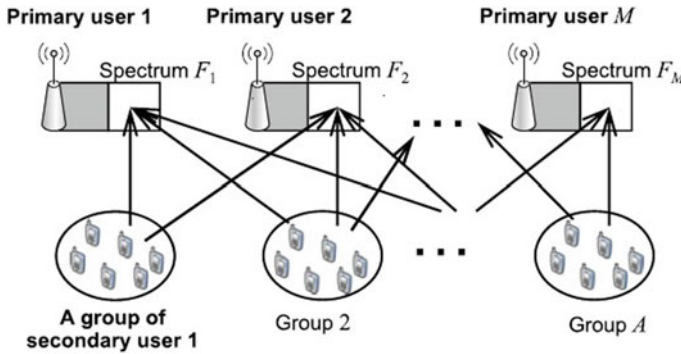 Primary user 1
Primary user 2
Primary user M
Spectrum F1
Spectrum F2
Spectrum FM
A group of
secondary user 1
Group 2
Group A